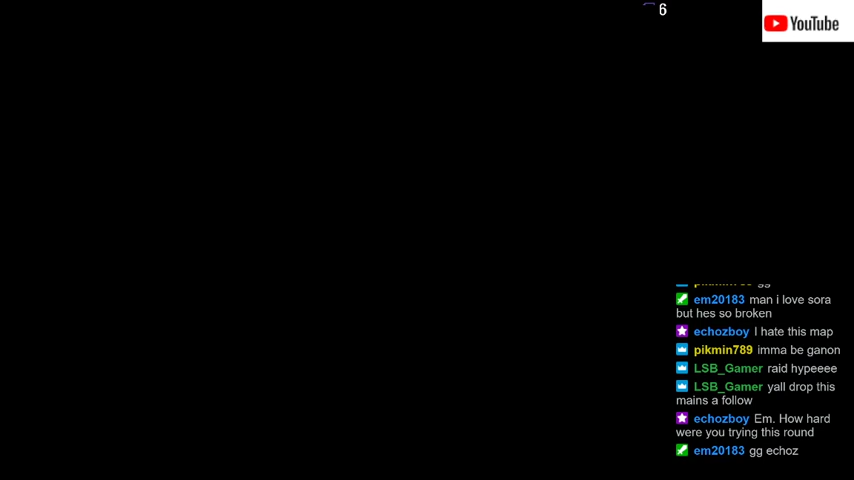 6
YouTube
pikmin789 gg
em20183 man i love sora
but hes so broken
echozboy I hate this map
pikmin789 imma be ganon
LSB_Gamer raid hypeeee
LSB_Gamer yall drop this
mains a follow
echozboy Em. How hard
were you trying this round
em20183 gg echoz